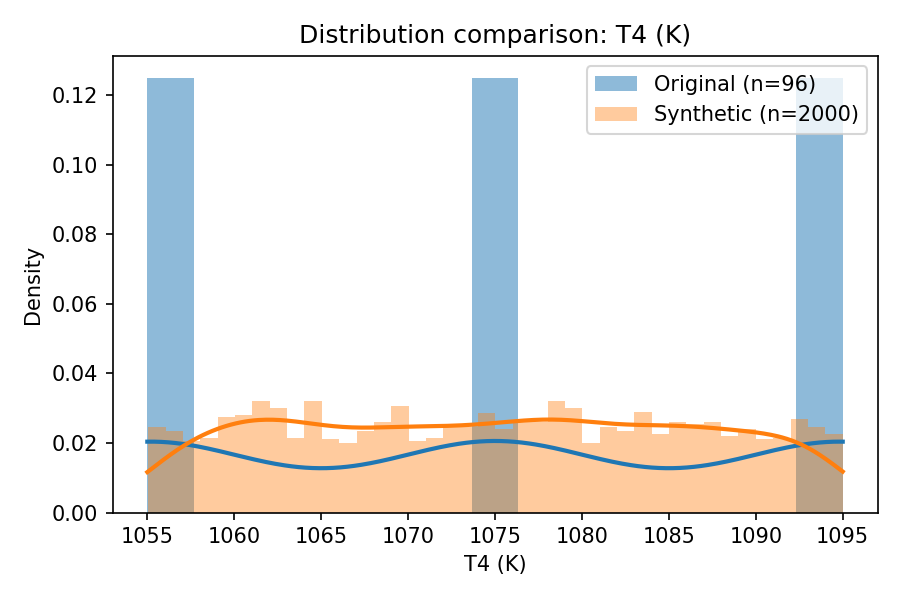 Distribution comparison: T4 (K)
Original (n=96)
Synthetic (n=2000)
Density
0.12
0.10
0.08
0.06
0.04
0.02
0.00
1055 1060 1065 1070 1075 1080 1085 1090 1095
T4 (K)